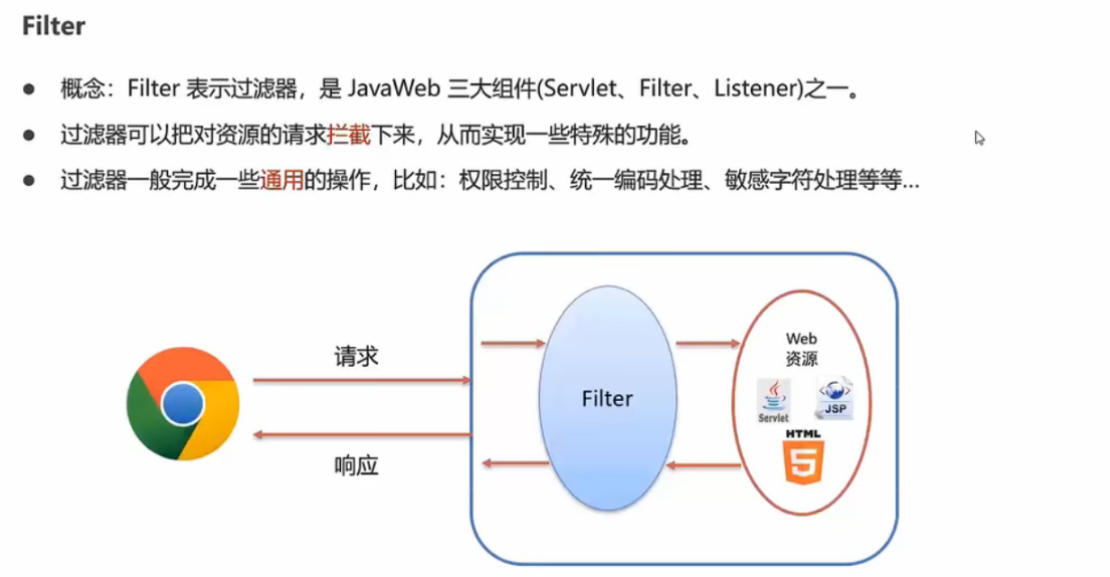 Filter
● 概念：Filter 表示过滤器，是 JavaWeb 三大组件(Servlet、Filter、Listener)之一。
● 过滤器可以把对资源的请求拦截下来，从而实现一些特殊的功能。
● 过滤器一般完成一些通用的操作，比如：权限控制、统一编码处理、敏感字符处理等等...
请求
响应
Filter
Web
资源
Servlet
JSP
HTML
5